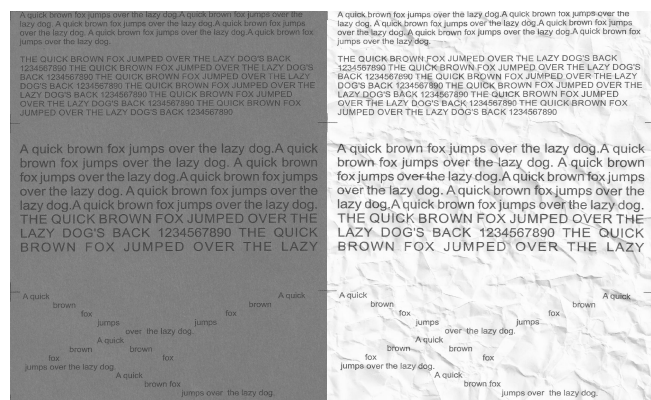 A quick brown fox jumps over the lazy dog.A quick brown
fox jumps over the lazy dog. A quick brown fox jumps over the
lazy dog. A quick brown fox jumps over the lazy dog.A quick brown
fox jumps over the lazy dog.
THE QUICK BROWN FOX JUMPED OVER THE LAZY DOG'S BACK
1234567890 THE QUICK BROWN FOX JUMPED OVER THE LAZY DOG'S
BACK 1234567890 THE QUICK BROWN FOX JUMPED OVER THE LAZY
DOG'S BACK 1234567890 THE QUICK BROWN FOX JUMPED OVER THE
LAZY DOG'S BACK 1234567890 THE QUICK BROWN FOX JUMPED
OVER THE LAZY DOG'S BACK 1234567890 THE QUICK BROWN FOX
JUMPED OVER THE LAZY DOG'S BACK 1234567890
A quick brown fox jumps over the lazy dog.A quick
brown fox jumps over the lazy dog. A quick brown
fox jumps over the lazy dog.A quick brown fox jumps
over the lazy dog. A quick brown fox jumps over the
lazy dog.A quick brown fox jumps over the lazy dog.
THE QUICK BROWN FOX JUMPED OVER THE
LAZY DOG'S BACK 1234567890 THE QUICK
BROWN FOX JUMPED OVER THE LAZY
A quick A quick
brown brown
fox fox
jumps jumps
over the lazy dog.
A quick
brown brown
fox fox
jumps over the lazy dog.
A quick
brown fox
jumps over the lazy dog.
A quick brown fox jumps over the lazy dog.A quick brown
fox jumps over the lazy dog. A quick brown fox jumps over the
lazy dog. A quick brown fox jumps over the lazy dog.A quick brown
fox jumps over the lazy dog.
THE QUICK BROWN FOX JUMPED OVER THE LAZY DOG'S BACK
1234567890 THE QUICK BROWN FOX JUMPED OVER THE LAZY DOG'S
BACK 1234567890 THE QUICK BROWN FOX JUMPED OVER THE LAZY
DOG'S BACK 1234567890 THE QUICK BROWN FOX JUMPED OVER THE
LAZY DOG'S BACK 1234567890 THE QUICK BROWN FOX JUMPED
OVER THE LAZY DOG'S BACK 1234567890 THE QUICK BROWN FOX
JUMPED OVER THE LAZY DOG'S BACK 1234567890
A quick brown fox jumps over the lazy dog.A quick
brown fox jumps over the lazy dog. A quick brown
fox jumps over the lazy dog.A quick brown fox jumps
over the lazy dog. A quick brown fox jumps over the
lazy dog.A quick brown fox jumps over the lazy dog.
THE QUICK BROWN FOX JUMPED OVER THE
LAZY DOG'S BACK 1234567890 THE QUICK
BROWN FOX JUMPED OVER THE LAZY
A quick A quick
brown brown
fox fox
jumps jumps
over the lazy dog.
A quick
brown brown
fox fox
jumps over the lazy dog.
A quick
brown fox
jumps over the lazy dog.